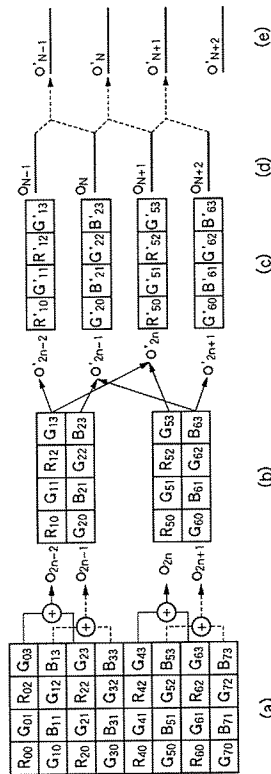 R00 G01 R02 G03
G10 B11 G12 B13
R20 G21 R22 G23
G30 B31 G32 B33
R40 G41 R42 G43
G50 B51 G52 B53
R60 G61 R62 G63
G70 B71 G72 B73
(a)
+
+
+
+
O2n-2
O2n-1
O2n
O2n+1
R10 G11 R12 G13
G20 B21 G22 B23
R50 G51 R52 G53
G60 B61 G62 B63
(b)
O'2n-2
O'2n-1
O'2n
O'2n+1
R'10 G'11 R'12 G'13
G'20 B'21 G'22 B'23
R'50 G'51 R'52 G'53
G'60 B'61 G'62 B'63
(c)
ON-1
ON
ON+1
ON+2
(d)
O'N-1
O'N
O'N+1
O'N+2
(e)